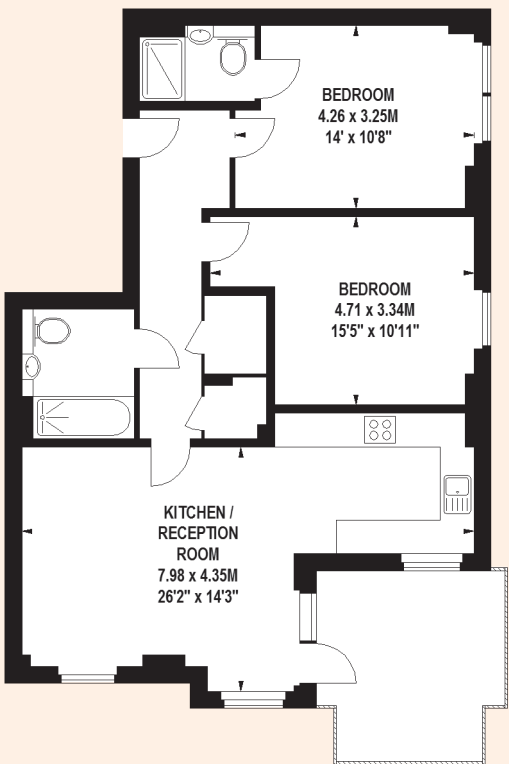 BEDROOM
4.26 x 3.25M
14' x 10'8"
BEDROOM
4.71 x 3.34M
15'5" x 10'11"
KITCHEN /
RECEPTION
ROOM
7.98 x 4.35M
26'2" x 14'3"